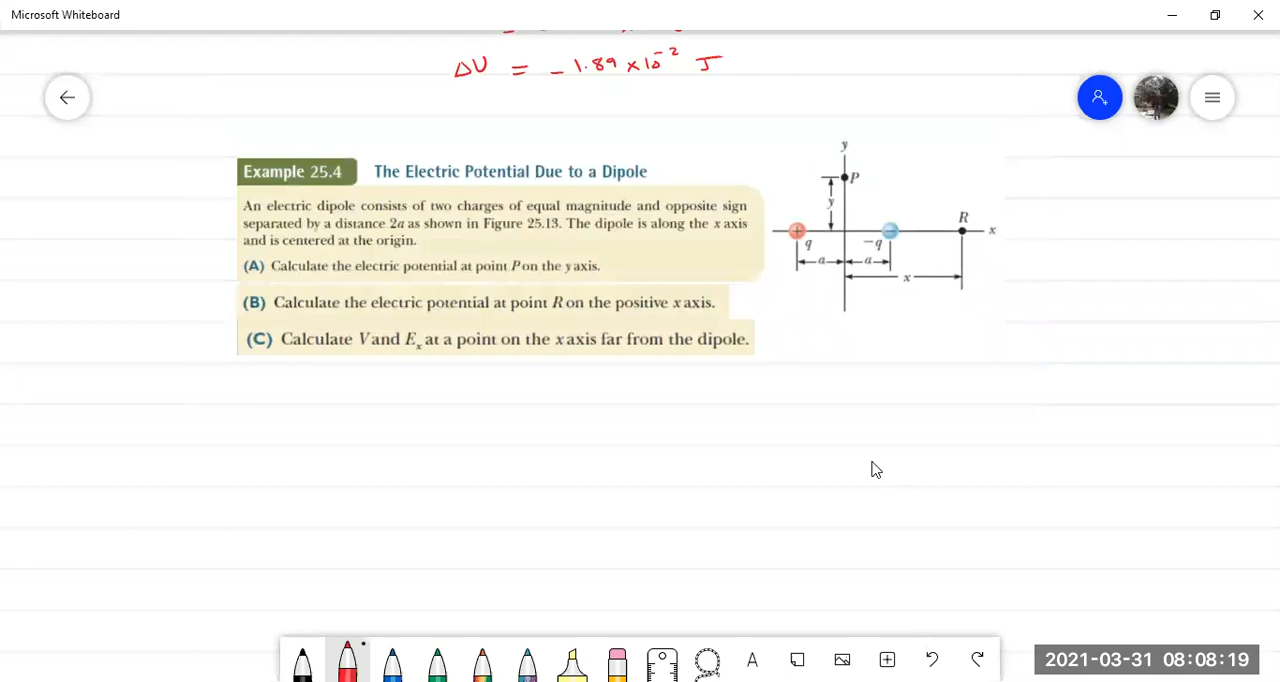 Microsoft Whiteboard
ΔU = -1.89 × 10⁻² J
Example 25.4 The Electric Potential Due to a Dipole
An electric dipole consists of two charges of equal magnitude and opposite sign
separated by a distance 2a as shown in Figure 25.13. The dipole is along the x axis
and is centered at the origin.
(A) Calculate the electric potential at point P on the y axis.
(B) Calculate the electric potential at point R on the positive x axis.
(C) Calculate V and Eₓ at a point on the x axis far from the dipole.
y
P
y
R
+
−
x
q
−q
a
a
x
A
2021-03-31 08:08:19